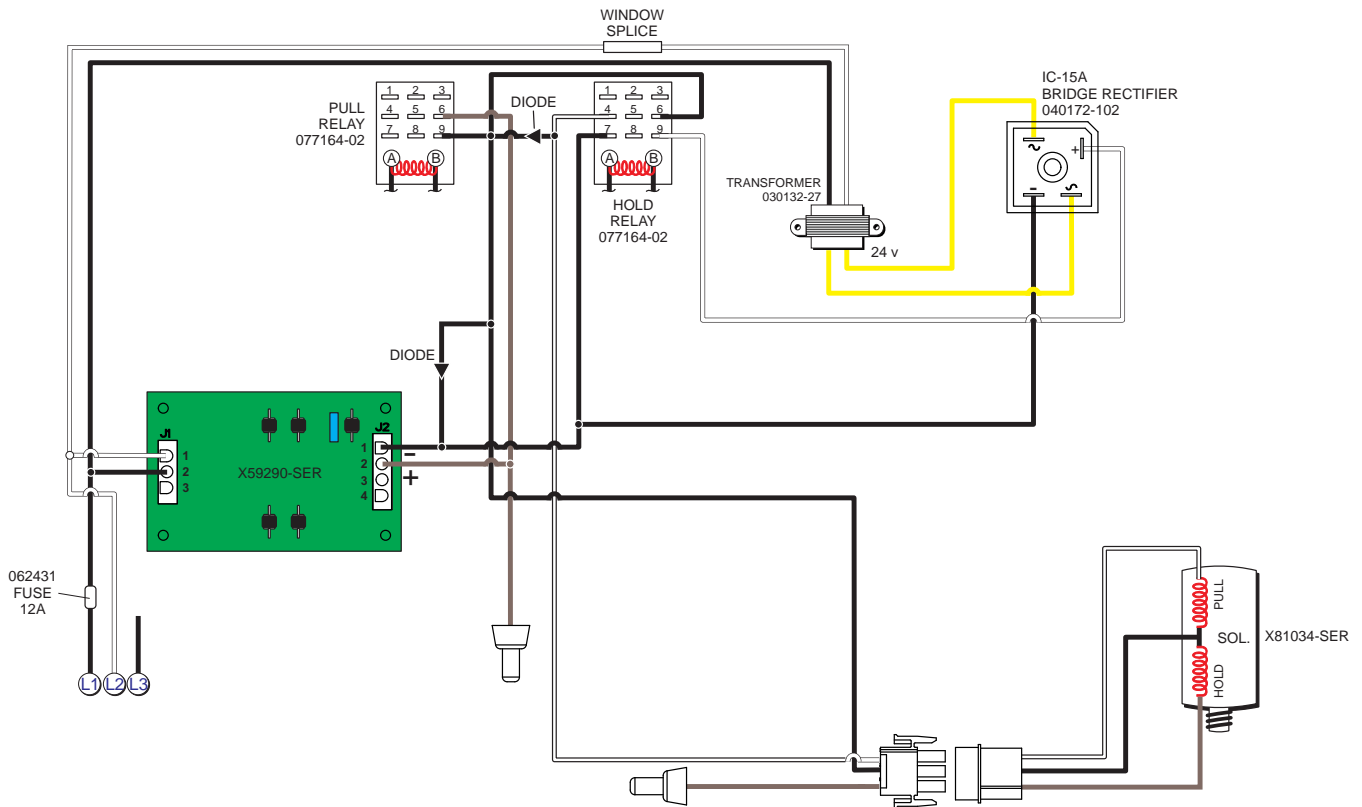 WINDOW
SPLICE
PULL
RELAY
077164-02
1 2 3
4 5 6
7 8 9
A B
DIODE
1 2 3
4 5 6
7 8 9
A B
HOLD
RELAY
077164-02
IC-15A
BRIDGE RECTIFIER
040172-102
~ +
- ~
TRANSFORMER
030132-27
24 v
DIODE
J1
1
2
3
X59290-SER
J2
1 -
2
3 +
4
062431
FUSE
12A
L1 L2 L3
PULL
SOL.
HOLD
X81034-SER